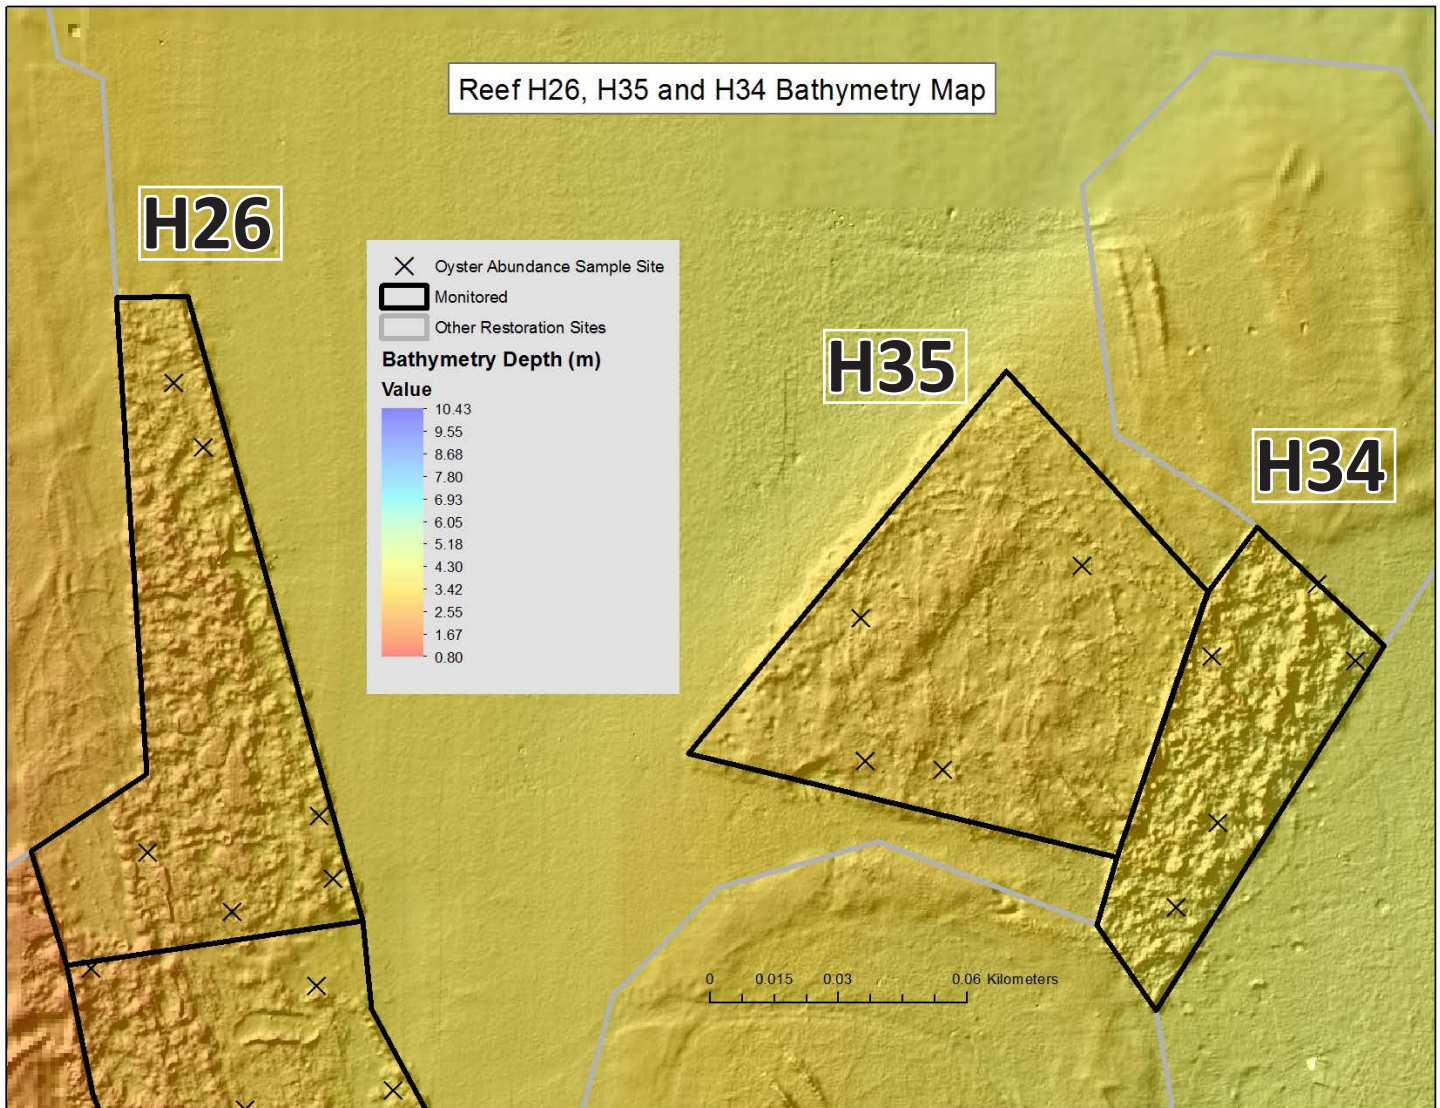 Reef H26, H35 and H34 Bathymetry Map
H26
Oyster Abundance Sample Site
Monitored
Other Restoration Sites
Bathymetry Depth (m)
Value
10.43
9.55
8.68
7.80
6.93
6.05
5.18
4.30
3.42
2.55
1.67
0.80
H35
H34
0 0.015 0.03 0.06 Kilometers